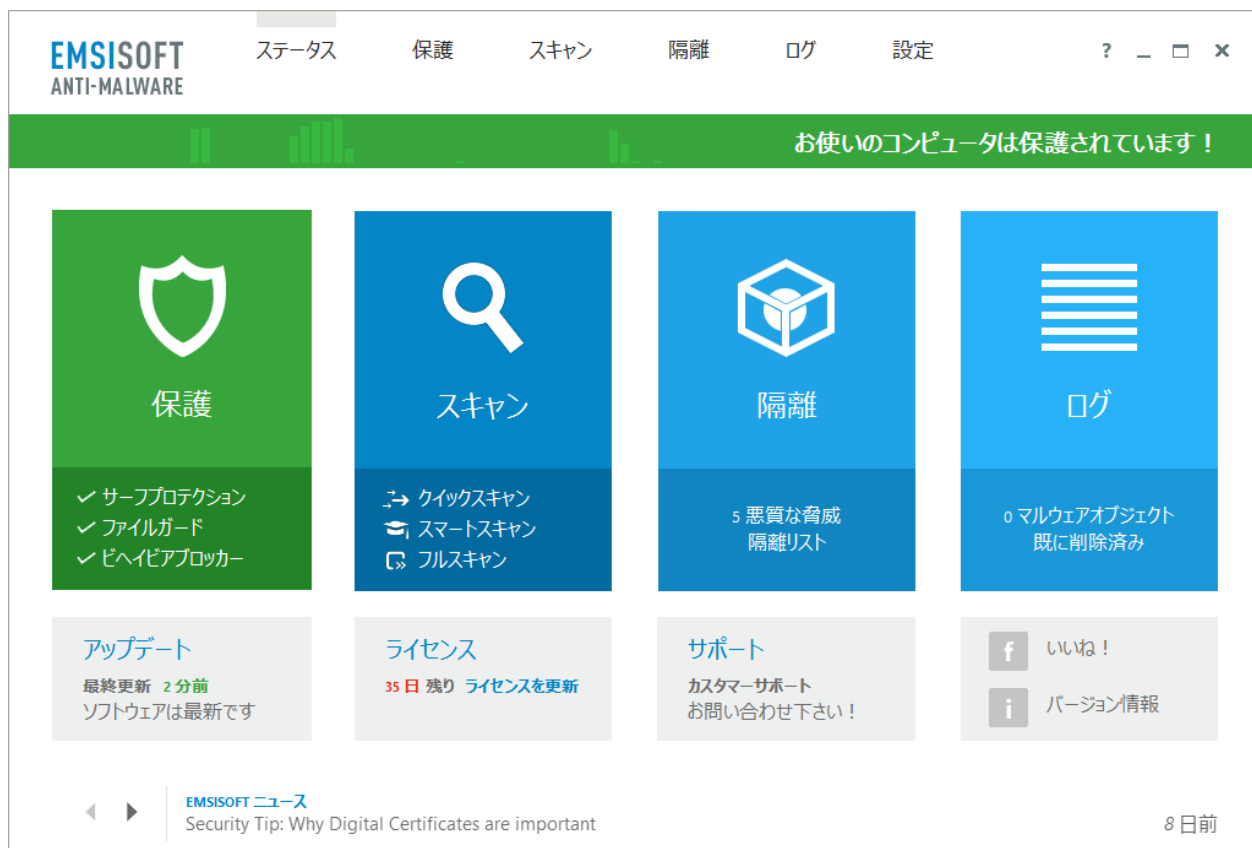 EMSISOFT
ANTI-MALWARE
ステータス 保護 スキャン 隔離 ログ 設定 ?
お使いのコンピュータは保護されています！
保護
サーフプロテクション
ファイルガード
ビヘイビアブロッカー
スキャン
クイックスキャン
スマートスキャン
フルスキャン
隔離
5 悪質な脅威
隔離リスト
ログ
0 マルウェアオブジェクト
既に削除済み
アップデート
最終更新 2 分前
ソフトウェアは最新です
ライセンス
35 日 残り ライセンスを更新
サポート
カスタマーサポート
お問い合わせ下さい！
f いいね！
i バージョン情報
EMSISOFT ニュース
Security Tip: Why Digital Certificates are important
8 日前